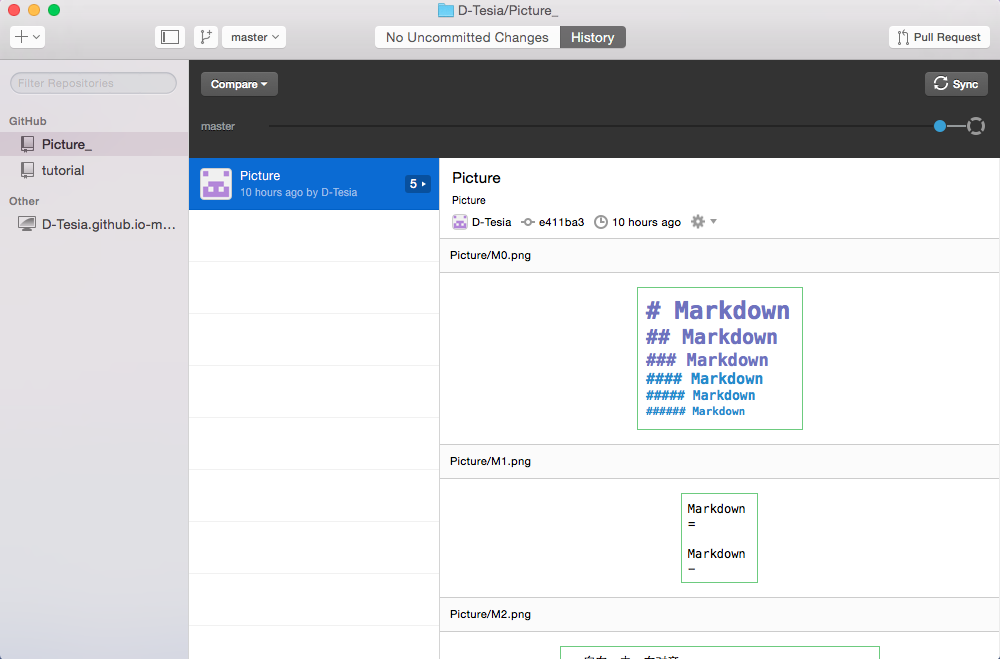 D-Tesia/Picture_
master
No Uncommitted Changes
History
Pull Request
Filter Repositories
GitHub
Picture_
tutorial
Other
D-Tesia.github.io-m...
Compare
Sync
master
Picture
10 hours ago by D-Tesia
5
Picture
Picture
D-Tesia e411ba3 10 hours ago
Picture/M0.png
# Markdown
## Markdown
### Markdown
#### Markdown
##### Markdown
###### Markdown
Picture/M1.png
Markdown
=
Markdown
-
Picture/M2.png